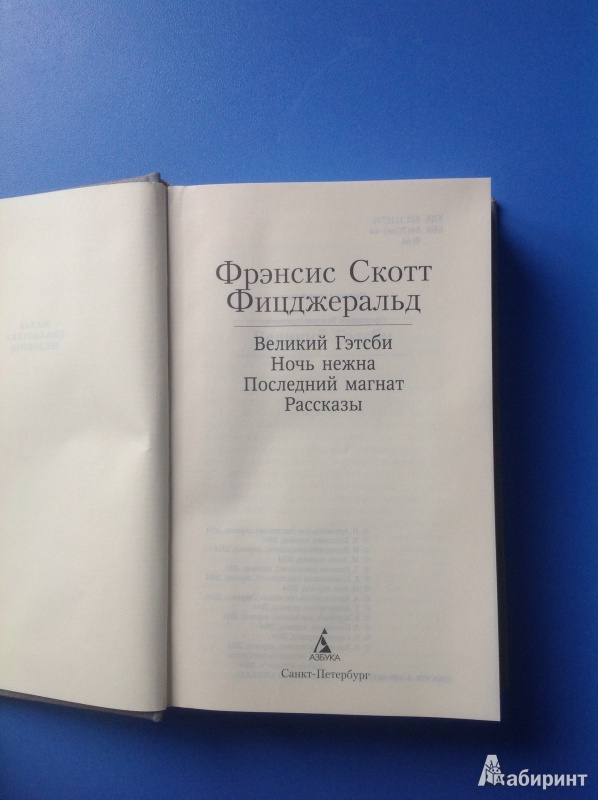 Фрэнсис Скотт
Фицджеральд
Великий Гэтсби
Ночь нежна
Последний магнат
Рассказы
АЗБУКА
Санкт-Петербург
Лабиринт